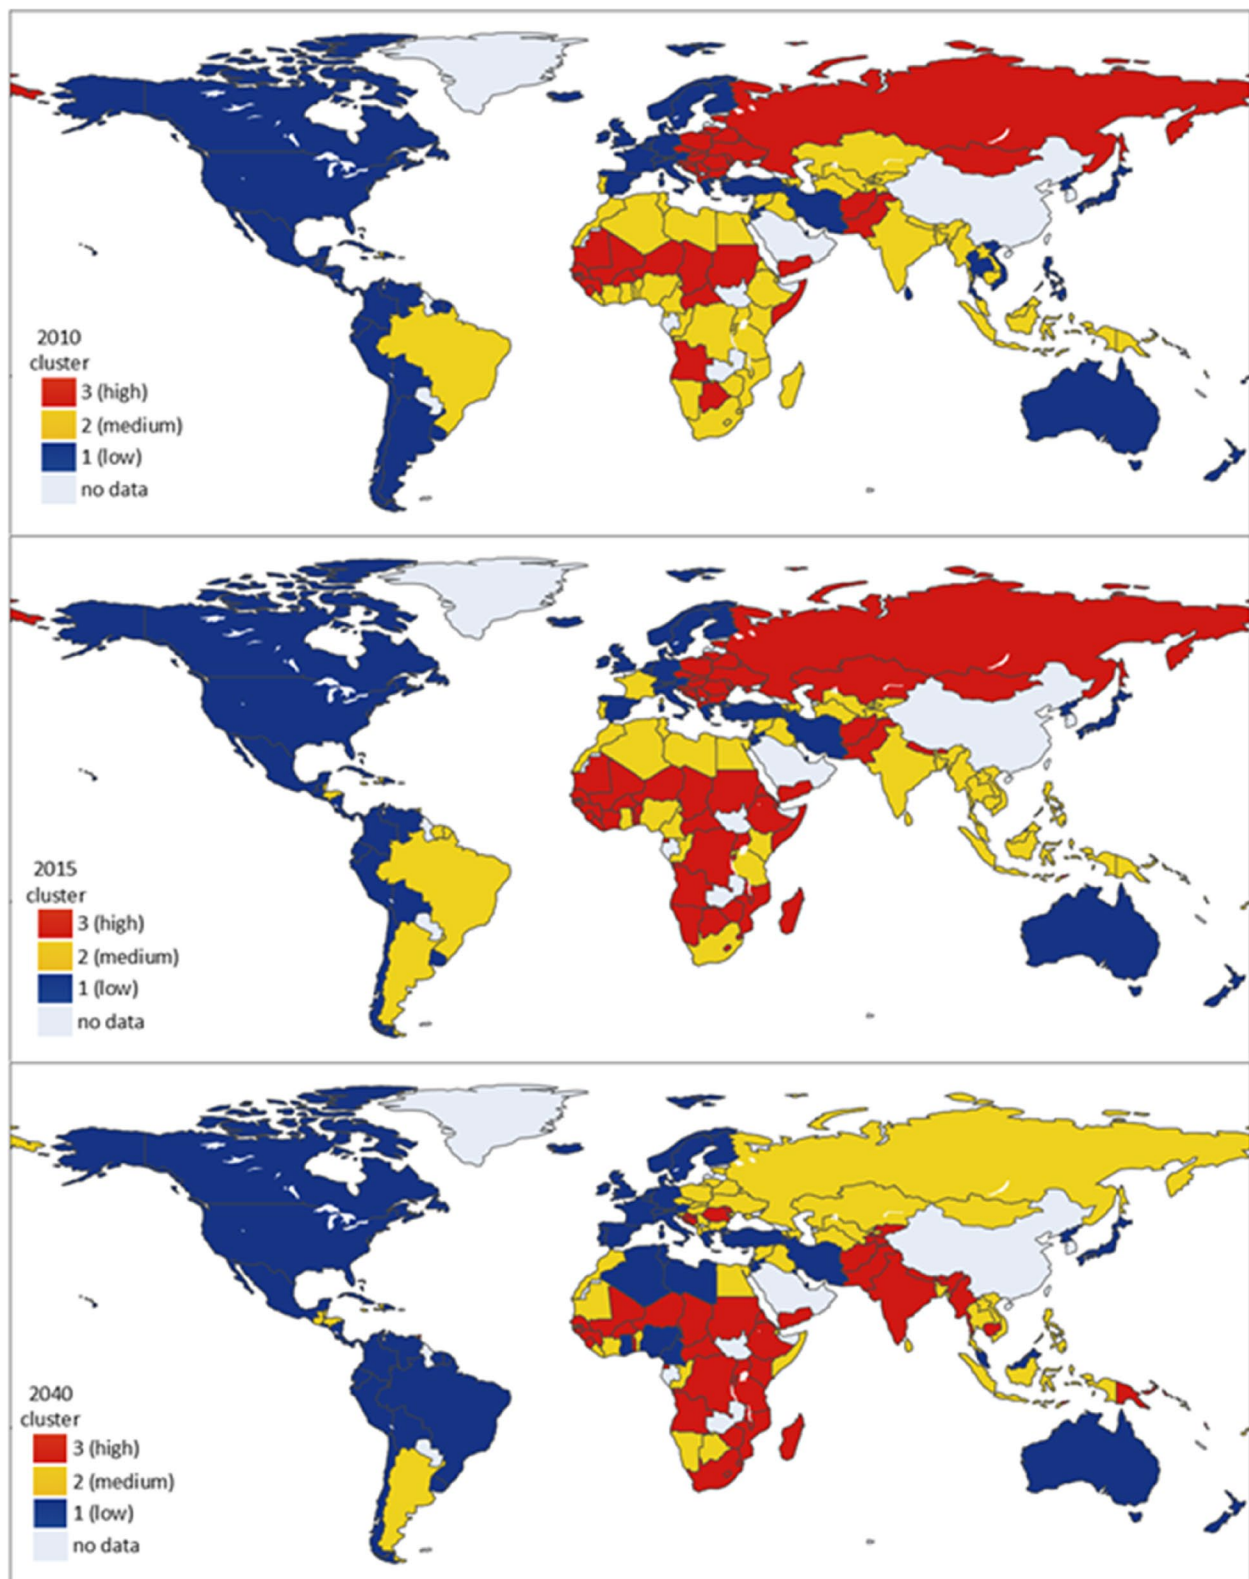 2010
cluster
3 (high)
2 (medium)
1 (low)
no data
2015
cluster
3 (high)
2 (medium)
1 (low)
no data
2040
cluster
3 (high)
2 (medium)
1 (low)
no data